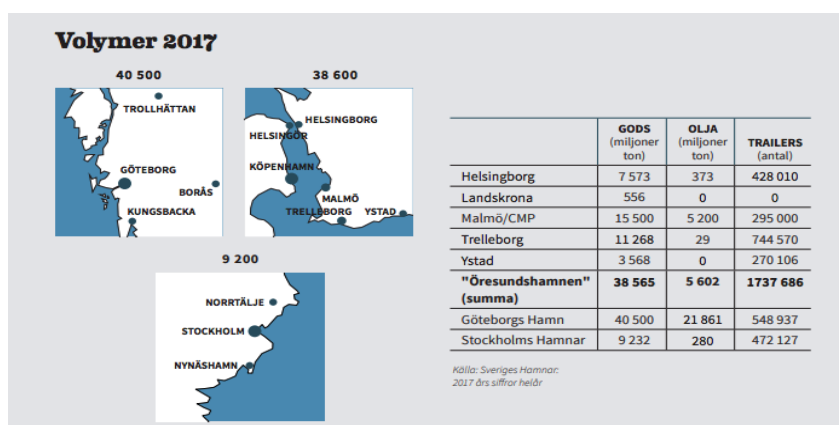 Volymer 2017
40 500
TROLLHÄTTAN
GÖTEBORG
BORÅS
KUNGSBACKA
38 600
HELSINGBORG
HELSINGÖR
KÖPENHAMN
MALMÖ
TRELLEBORG YSTAD
9 200
NORRTÄLJE
STOCKHOLM
NYNÄSHAMN
GODS (miljoner ton) OLJA (miljoner ton) TRAILERS (antal)
Helsingborg 7 573 373 428 010
Landskrona 556 0 0
Malmö/CMP 15 500 5 200 295 000
Trelleborg 11 268 29 744 570
Ystad 3 568 0 270 106
"Öresundshamnen" (summa) 38 565 5 602 1737 686
Göteborgs Hamn 40 500 21 861 548 937
Stockholms Hamnar 9 232 280 472 127
Källa: Sveriges Hamnar:
2017 års siffror helår